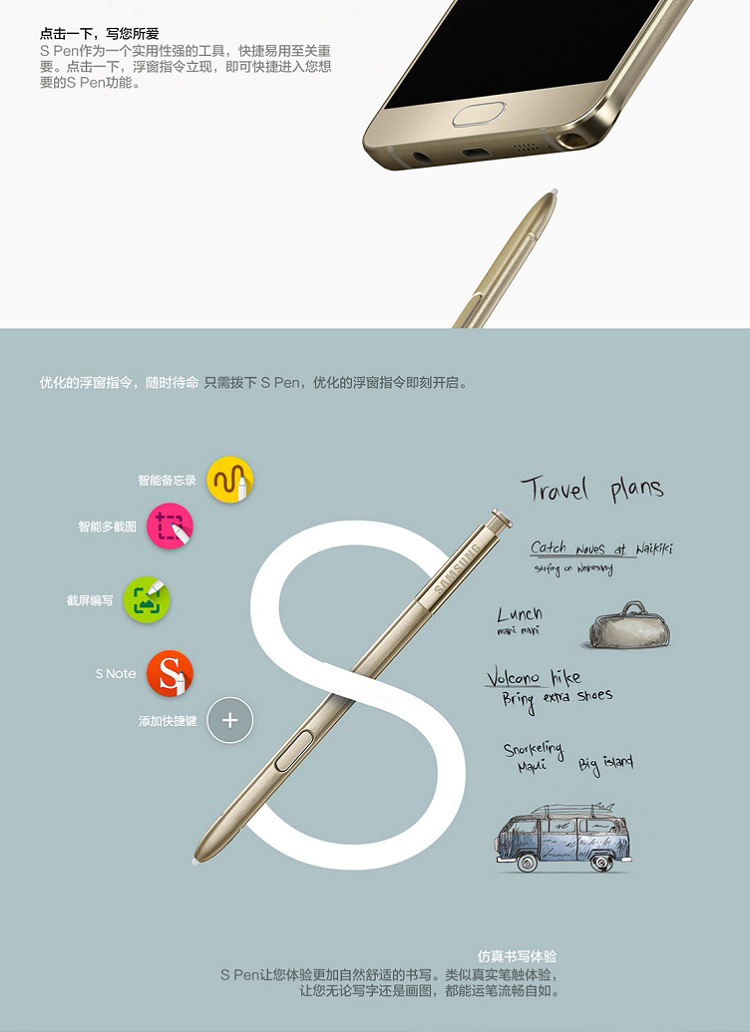 点击一下，写您所爱
S Pen作为一个实用性强的工具，快捷易用至关重
要。点击一下，浮窗指令立现，即可快捷进入您想
要的S Pen功能。
优化的浮窗指令，随时待命 只需拨下 S Pen，优化的浮窗指令即刻开启。
智能备忘录
智能多截图
截屏编写
S Note
S
添加快捷键
SAMSUNG
Travel plans
Catch waves at Waikiki
surfing on Wednesday
Lunch
mahi mahi
Volcano hike
Bring extra shoes
Snorkeling
Maui
Big island
仿真书写体验
S Pen让您体验更加自然舒适的书写。类似真实笔触体验，
让您无论写字还是画图，都能运笔流畅自如。